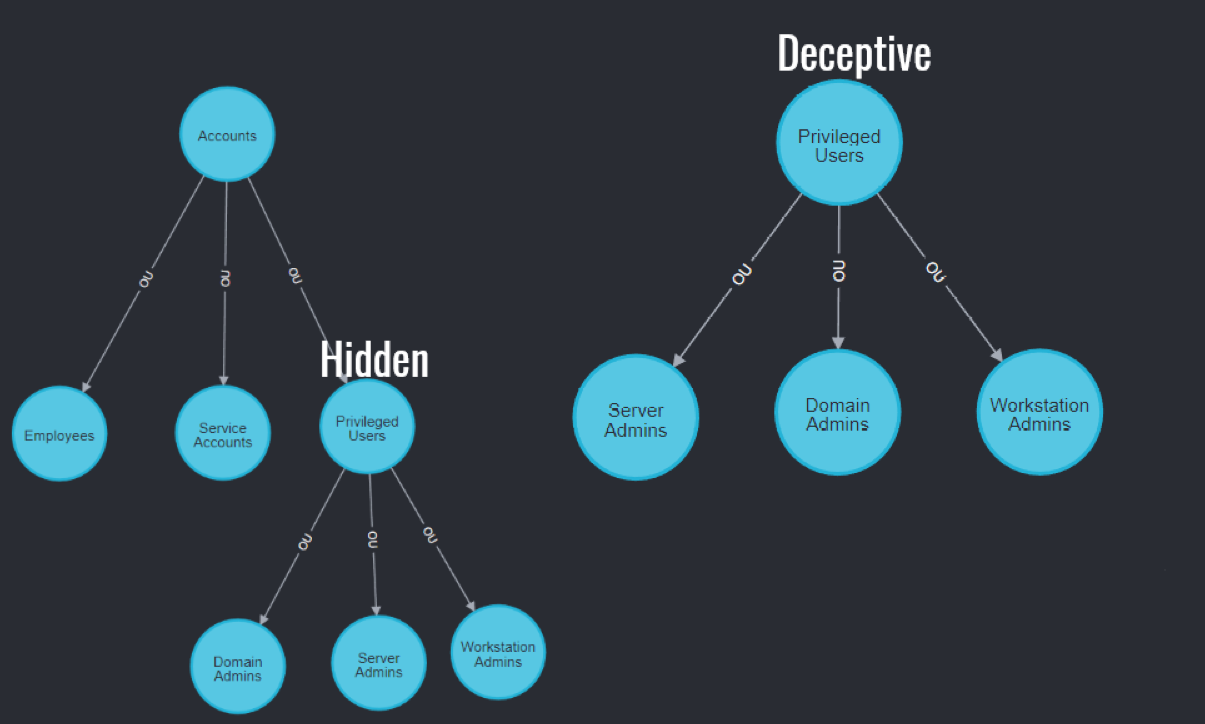 Deceptive
Accounts
Privileged
Users
OU
OU
OU
OU
OU
OU
Hidden
Employees
Service
Accounts
Privileged
Users
Server
Admins
Domain
Admins
Workstation
Admins
OU
OU
OU
Domain
Admins
Server
Admins
Workstation
Admins